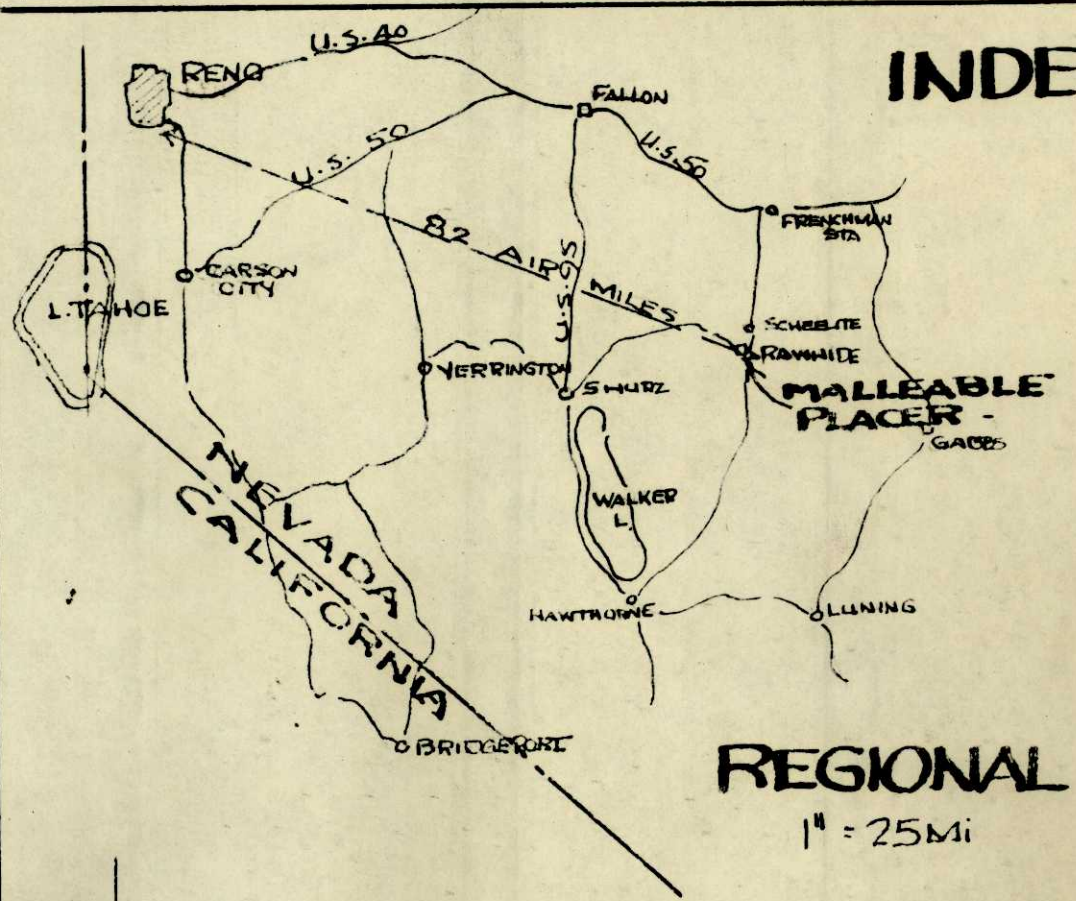 INDE
U.S. 40
RENO
FALLON
U.S. 50
U.S. 50
FRENCHMAN
STA
82 AIR MILES
U.S. 95
CARSON
CITY
L. TAHOE
SCHEELITE
RAWHIDE
YERRINGTON
SHURZ
MALLEABLE
PLACER -
GABBS
WALKER
L.
NEVADA
CALIFORNIA
HAWTHORNE
LUNING
BRIDGEPORT
REGIONAL
1" = 25 Mi